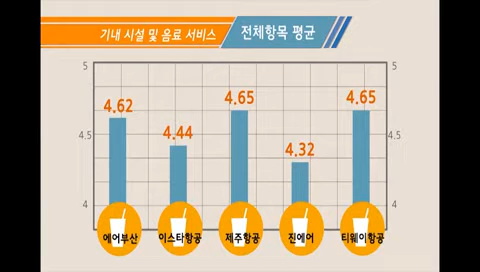 기내 시설 및 음료 서비스 전체항목 평균
5 5
4.62 4.44 4.65 4.32 4.65
4.5 4.5
4 4
에어부산 이스타항공 제주항공 진에어 티웨이항공